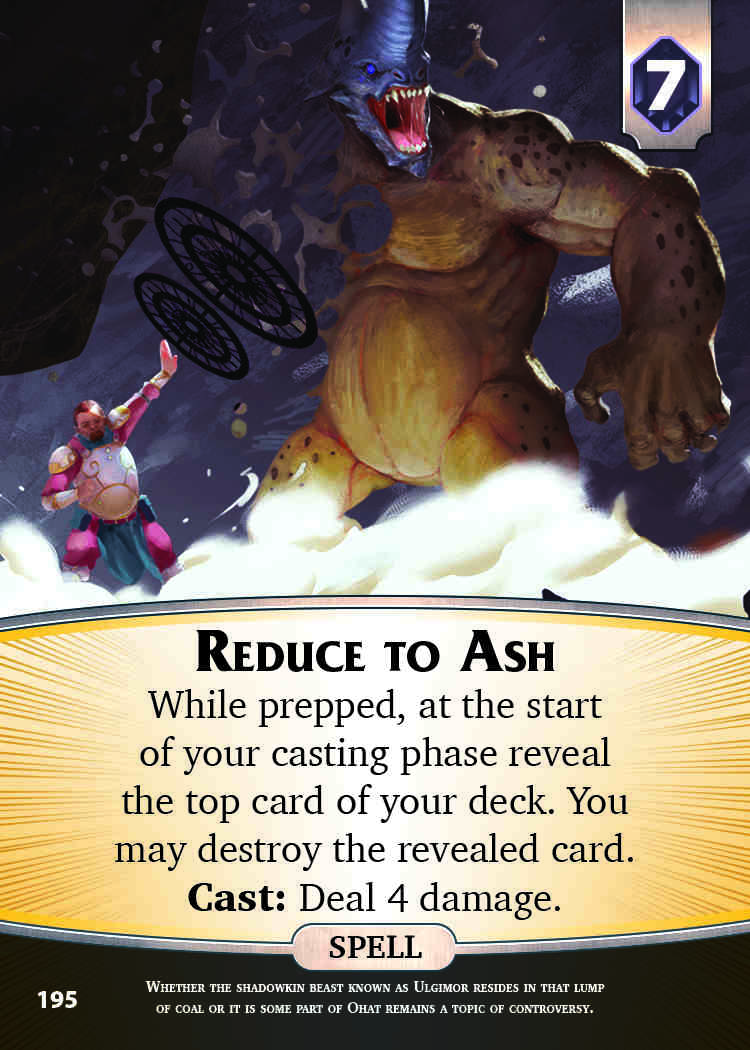 7
Reduce to Ash
While prepped, at the start
of your casting phase reveal
the top card of your deck. You
may destroy the revealed card.
Cast: Deal 4 damage.
SPELL
195
Whether the shadowkin beast known as Ulgimor resides in that lump
of coal or it is some part of Ohat remains a topic of controversy.